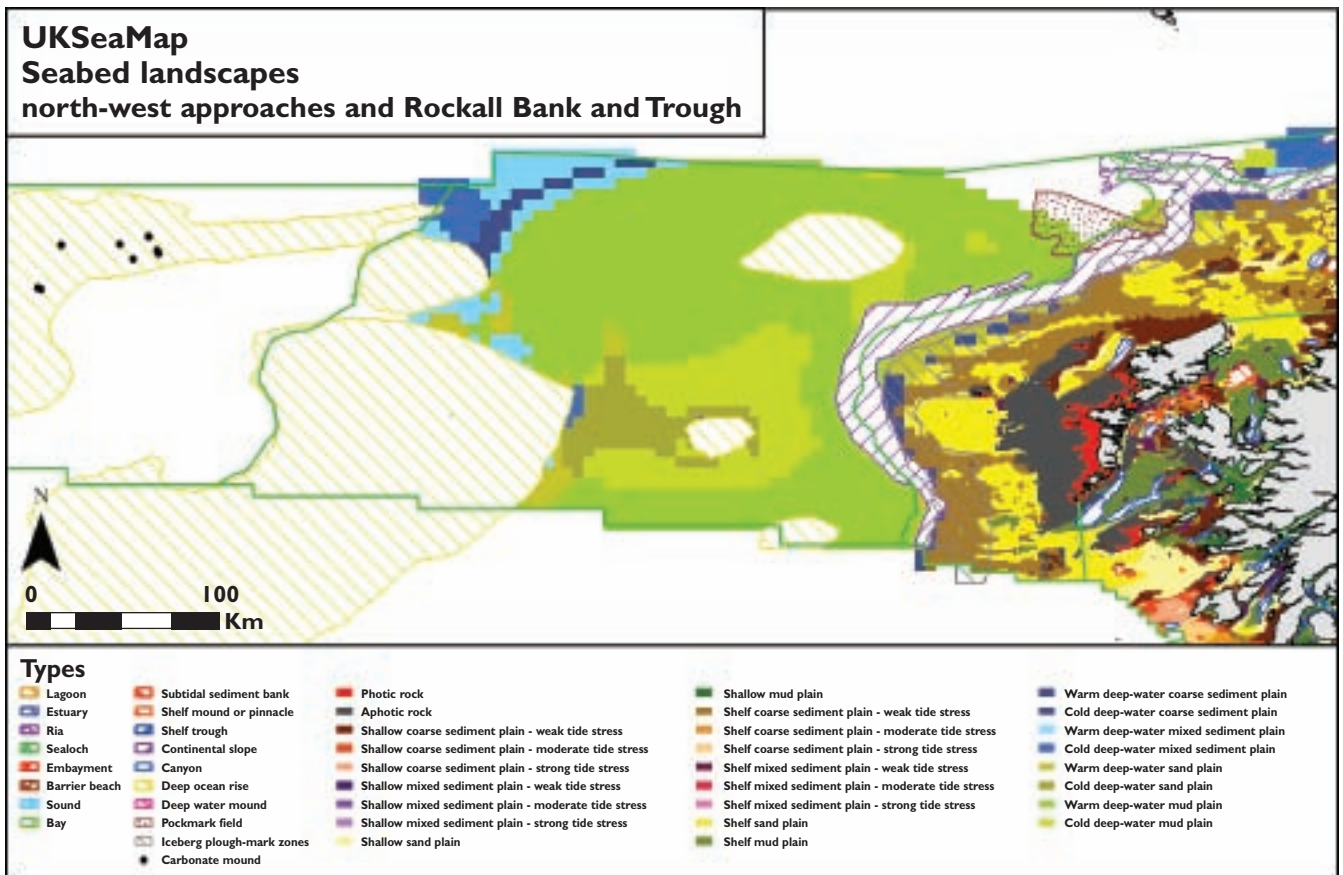 UKSeaMap
Seabed landscapes
north-west approaches and Rockall Bank and Trough
N
0 100
Km
Types
Lagoon
Estuary
Ria
Sealoch
Embayment
Barrier beach
Sound
Bay
Subtidal sediment bank
Shelf mound or pinnacle
Shelf trough
Continental slope
Canyon
Deep ocean rise
Deep water mound
Pockmark field
Iceberg plough-mark zones
Carbonate mound
Photic rock
Aphotic rock
Shallow coarse sediment plain - weak tide stress
Shallow coarse sediment plain - moderate tide stress
Shallow coarse sediment plain - strong tide stress
Shallow mixed sediment plain - weak tide stress
Shallow mixed sediment plain - moderate tide stress
Shallow mixed sediment plain - strong tide stress
Shallow sand plain
Shallow mud plain
Shelf coarse sediment plain - weak tide stress
Shelf coarse sediment plain - moderate tide stress
Shelf coarse sediment plain - strong tide stress
Shelf mixed sediment plain - weak tide stress
Shelf mixed sediment plain - moderate tide stress
Shelf mixed sediment plain - strong tide stress
Shelf sand plain
Shelf mud plain
Warm deep-water coarse sediment plain
Cold deep-water coarse sediment plain
Warm deep-water mixed sediment plain
Cold deep-water mixed sediment plain
Warm deep-water sand plain
Cold deep-water sand plain
Warm deep-water mud plain
Cold deep-water mud plain